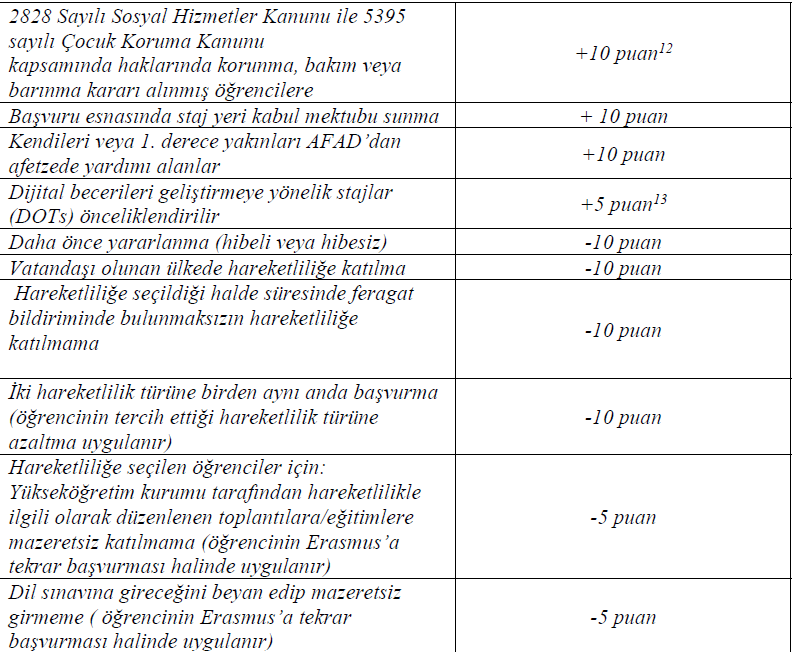 2828 Sayılı Sosyal Hizmetler Kanunu ile 5395
sayılı Çocuk Koruma Kanunu
kapsamında haklarında korunma, bakım veya
barınma kararı alınmış öğrencilere
+10 puan12
Başvuru esnasında staj yeri kabul mektubu sunma
+ 10 puan
Kendileri veya 1. derece yakınları AFAD’dan
afetzede yardımı alanlar
+10 puan
Dijital becerileri geliştirmeye yönelik stajlar
(DOTs) önceliklendirilir
+5 puan13
Daha önce yararlanma (hibeli veya hibesiz)
-10 puan
Vatandaşı olunan ülkede hareketliliğe katılma
-10 puan
Hareketliliğe seçildiği halde süresinde feragat
bildiriminde bulunmaksızın hareketliliğe
katılmama
-10 puan
İki hareketlilik türüne birden aynı anda başvurma
(öğrencinin tercih ettiği hareketlilik türüne
azaltma uygulanır)
-10 puan
Hareketliliğe seçilen öğrenciler için:
Yükseköğretim kurumu tarafından hareketlilikle
ilgili olarak düzenlenen toplantılara/eğitimlere
mazeretsiz katılmama (öğrencinin Erasmus’a
tekrar başvurması halinde uygulanır)
-5 puan
Dil sınavına gireceğini beyan edip mazeretsiz
girmeme ( öğrencinin Erasmus’a tekrar
başvurması halinde uygulanır)
-5 puan